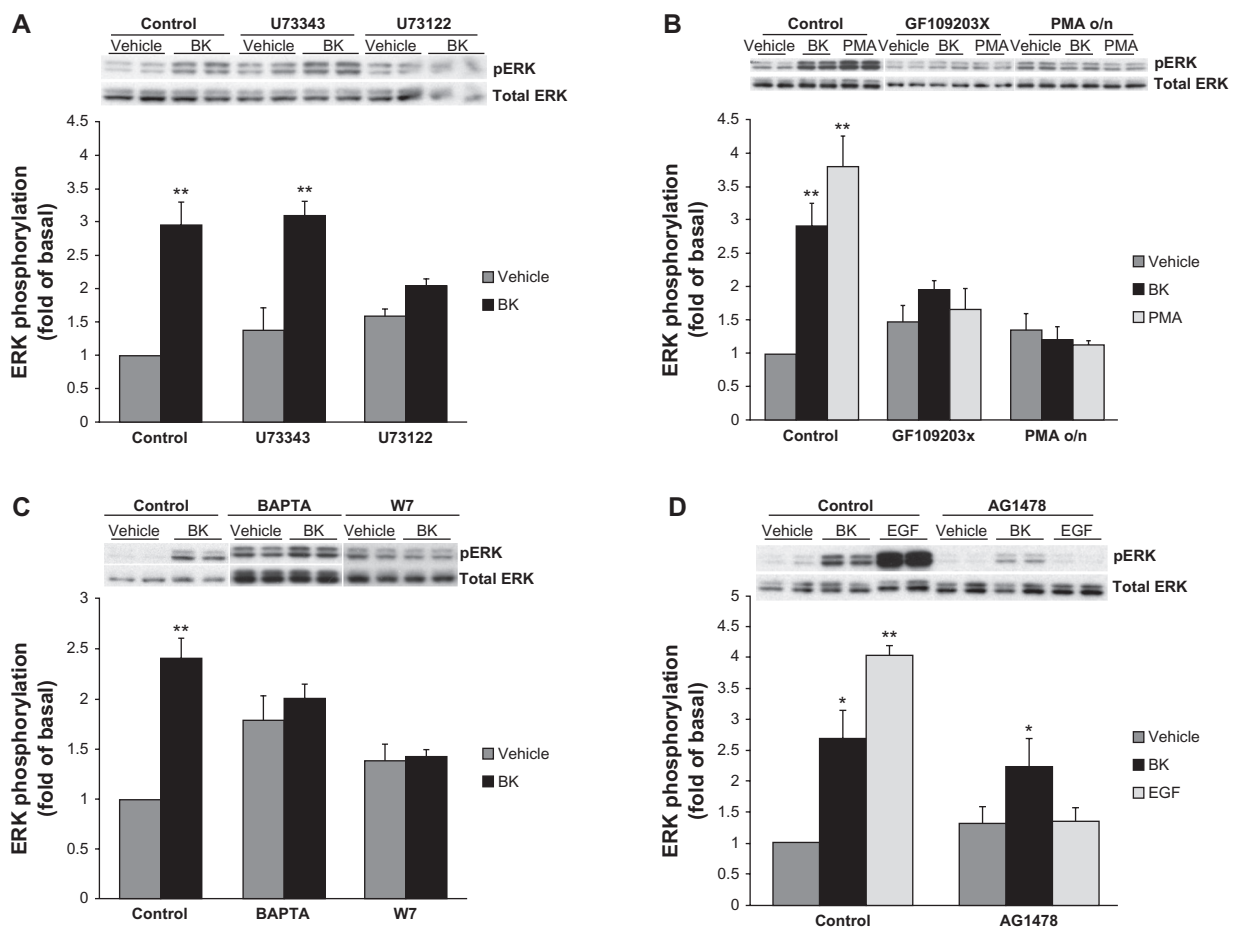 A
Control U73343 U73122
Vehicle BK Vehicle BK Vehicle BK
pERK
Total ERK
4.5
4
3.5
3
2.5
2
1.5
1
0.5
0
ERK phosphorylation
(fold of basal)
**
**
Vehicle
BK
Control U73343 U73122
B
Control GF109203X PMA o/n
Vehicle BK PMA Vehicle BK PMA Vehicle BK PMA
pERK
Total ERK
4.5
4
3.5
3
2.5
2
1.5
1
0.5
0
ERK phosphorylation
(fold of basal)
**
**
Vehicle
BK
PMA
Control GF109203x PMA o/n
C
Control BAPTA W7
Vehicle BK Vehicle BK Vehicle BK
pERK
Total ERK
3
2.5
2
1.5
1
0.5
0
ERK phosphorylation
(fold of basal)
**
Vehicle
BK
Control BAPTA W7
D
Control AG1478
Vehicle BK EGF Vehicle BK EGF
pERK
Total ERK
5
4.5
4
3.5
3
2.5
2
1.5
1
0.5
0
ERK phosphorylation
(fold of basal)
*
**
*
Vehicle
BK
EGF
Control AG1478